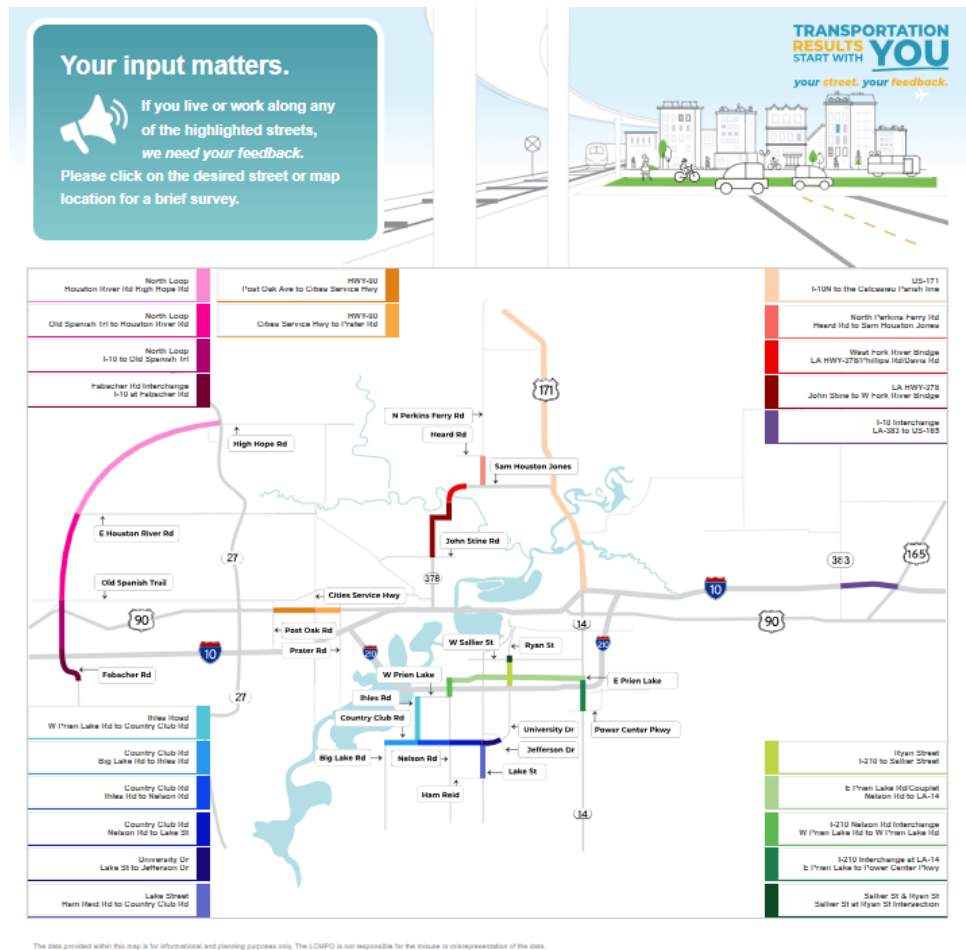 Your input matters.
If you live or work along any
of the highlighted streets,
we need your feedback.
Please click on the desired street or map
location for a brief survey.
TRANSPORTATION
RESULTS
START WITH YOU
your street. your feedback.
North Loop
Houston River Rd High Hope Rd
North Loop
Old Spanish Trl to Houston River Rd
North Loop
I-10 to Old Spanish Trl
Fabacher Rd Interchange
I-10 at Fabacher Rd
HWY-90
Post Oak Ave to Cities Service Hwy
HWY-90
Cities Service Hwy to Prater Rd
US-171
I-10N to the Calcasieu Parish line
North Perkins Ferry Rd
Heard Rd to Sam Houston Jones
West Fork River Bridge
LA HWY-378/Phillips Rd/Davis Rd
LA HWY-378
John Stine to W Fork River Bridge
I-10 Interchange
LA-383 to US-165
171
N Perkins Ferry Rd
Heard Rd
High Hope Rd
Sam Houston Jones
E Houston River Rd
John Stine Rd
27
378
383
165
Old Spanish Trail
Cities Service Hwy
10
90
90
Post Oak Rd
14
W Sallier St
Ryan St
210
Prater Rd
10
210
Fabacher Rd
W Prien Lake
E Prien Lake
27
Ihles Rd
Country Club Rd
University Dr
Power Center Pkwy
Jefferson Dr
Big Lake Rd
Nelson Rd
Lake St
Ham Reid
14
Ihles Road
W Prien Lake Rd to Country Club Rd
Country Club Rd
Big Lake Rd to Ihles Rd
Country Club Rd
Ihles Rd to Nelson Rd
Country Club Rd
Nelson Rd to Lake St
University Dr
Lake St to Jefferson Dr
Lake Street
Ham Reid Rd to Country Club Rd
Ryan Street
I-210 to Sallier Street
E Prien Lake Rd/Couplet
Nelson Rd to LA-14
I-210 Nelson Rd Interchange
W Prien Lake Rd to W Prien Lake Rd
I-210 Interchange at LA-14
E Prien Lake to Power Center Pkwy
Sallier St & Ryan St
Sallier St at Ryan St Intersection
The data provided within this map is for informational and planning purposes only. The LCMPO is not responsible for the misuse or misrepresentation of the data.